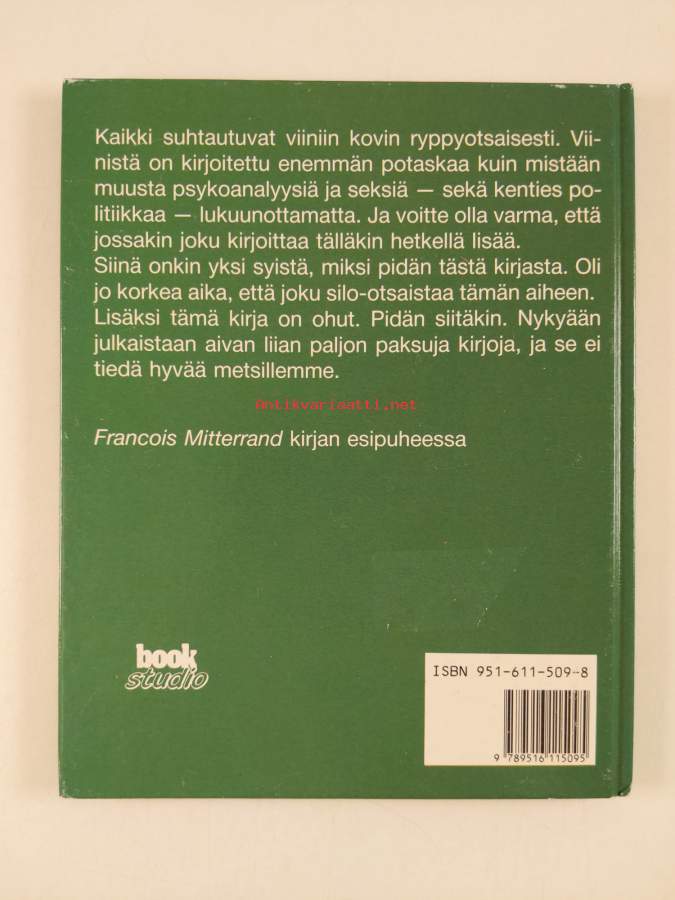 Kaikki suhtautuvat viiniin kovin ryppyotsaisesti. Vii-
nistä on kirjoitettu enemmän potaskaa kuin mistään
muusta psykoanalyysiä ja seksiä — sekä kenties po-
litiikkaa — lukuunottamatta. Ja voitte olla varma, että
jossakin joku kirjoittaa tälläkin hetkellä lisää.
Siinä onkin yksi syistä, miksi pidän tästä kirjasta. Oli
jo korkea aika, että joku silo-otsaistaa tämän aiheen.
Lisäksi tämä kirja on ohut. Pidän siitäkin. Nykyään
julkaistaan aivan liian paljon paksuja kirjoja, ja se ei
tiedä hyvää metsillemme.
Antikvariaatti.net
Francois Mitterrand kirjan esipuheessa
book
studio
ISBN 951-611-509-8
9 789516 115095